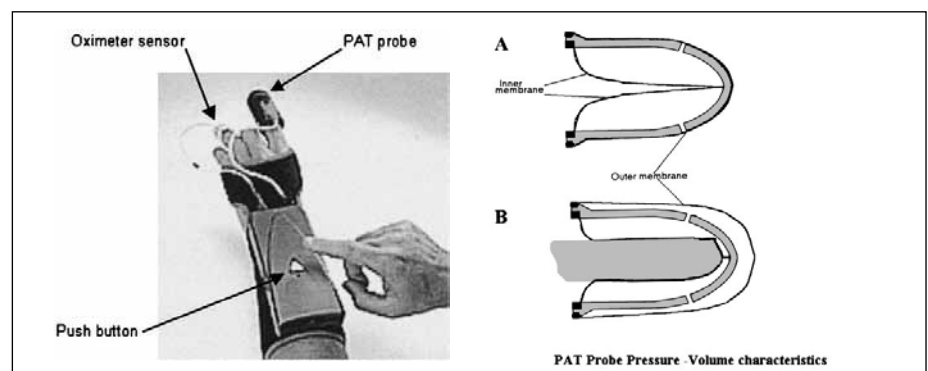 Oximeter sensor
PAT probe
Push button
A
Inner
membrane
Outer membrane
B
PAT Probe Pressure -Volume characteristics